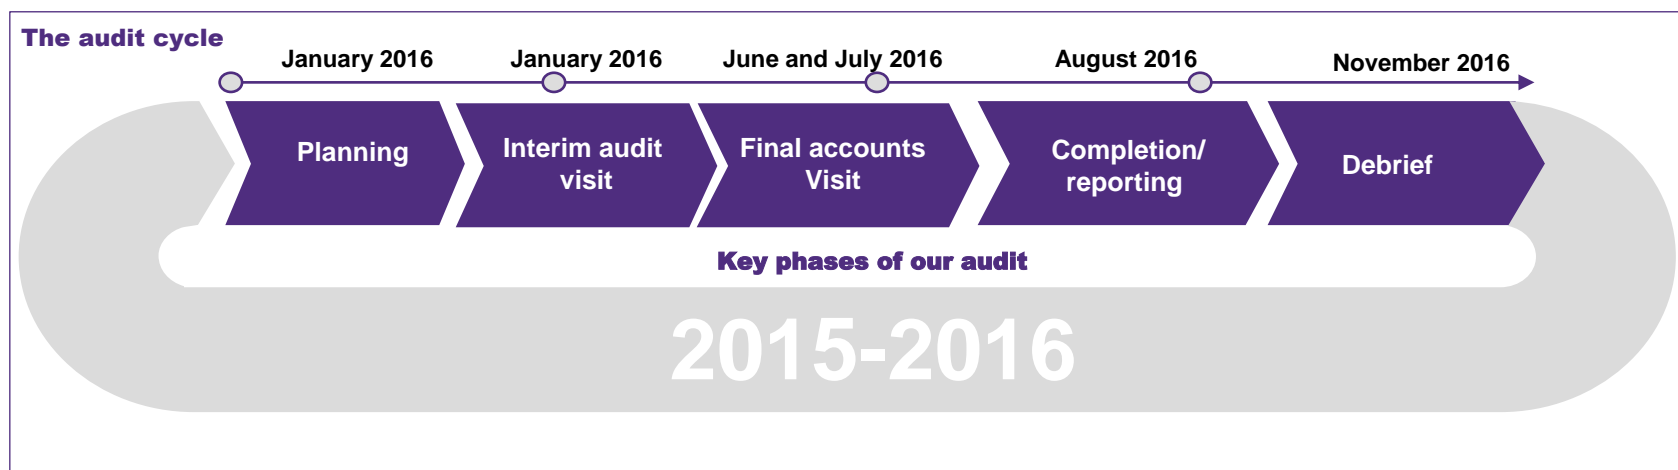 The audit cycle
January 2016
January 2016
June and July 2016
August 2016
November 2016
Planning
Interim audit
visit
Final accounts
Visit
Completion/
reporting
Debrief
Key phases of our audit
2015-2016